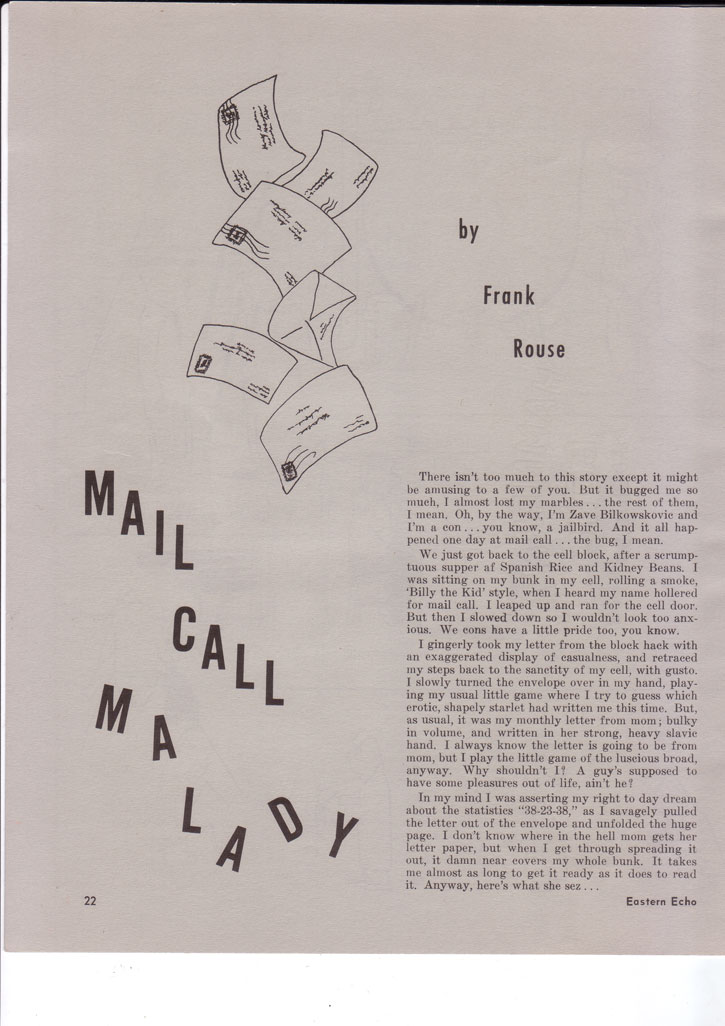 by
Frank
Rouse
MAIL
CALL
MALADY
There isn't too much to this story except it might
be amusing to a few of you. But it bugged me so
much, I almost lost my marbles . . . the rest of them,
I mean. Oh, by the way, I'm Zave Bilkowskovie and
I'm a con . . . you know, a jailbird. And it all hap-
pened one day at mail call . . . the bug, I mean.
We just got back to the cell block, after a scrump-
tuous supper af Spanish Rice and Kidney Beans. I
was sitting on my bunk in my cell, rolling a smoke,
'Billy the Kid' style, when I heard my name hollered
for mail call. I leaped up and ran for the cell door.
But then I slowed down so I wouldn't look too anx-
ious. We cons have a little pride too, you know.
I gingerly took my letter from the block hack with
an exaggerated display of casualness, and retraced
my steps back to the sanctity of my cell, with gusto.
I slowly turned the envelope over in my hand, play-
ing my usual little game where I try to guess which
erotic, shapely starlet had written me this time. But,
as usual, it was my monthly letter from mom; bulky
in volume, and written in her strong, heavy slavie
hand. I always know the letter is going to be from
mom, but I play the little game of the luscious broad,
anyway. Why shouldn't I? A guy's supposed to
have some pleasures out of life, ain't he?
In my mind I was asserting my right to day dream
about the statistics "38-23-38," as I savagely pulled
the letter out of the envelope and unfolded the huge
page. I don't know where in the hell mom gets her
letter paper, but when I get through spreading it
out, it damn near covers my whole bunk. It takes
me almost as long to get it ready as it does to read
it. Anyway, here's what she sez . . .
22
Eastern Echo